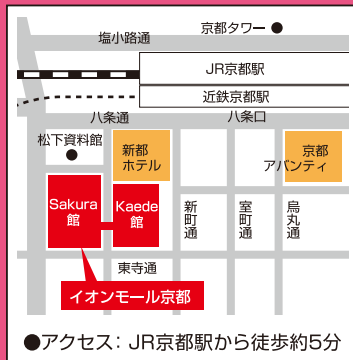 京都タワー●
塩小路通
JR京都駅
近鉄京都駅
八条通
八条口
松下資料館
●
新都
ホテル
京都
アバンティ
Sakura
館
Kaede
館
新町通
室町通
烏丸通
東寺通
イオンモール京都
●アクセス：JR京都駅から徒歩約5分